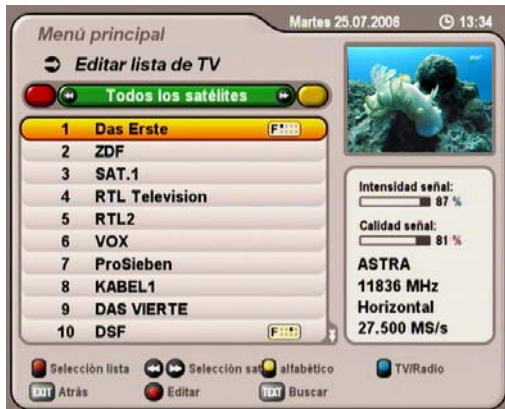 Menú principal
Martes 25.07.2006 13:34
Editar lista de TV
Todos los satélites
1 Das Erste F
2 ZDF
3 SAT.1
4 RTL Television
5 RTL2
6 VOX
7 ProSieben
8 KABEL1
9 DAS VIERTE
10 DSF F
Intensidad señal:
87 %
Calidad señal:
81 %
ASTRA
11836 MHz
Horizontal
27.500 MS/s
Selección lista Selección sat alfabético TV/Radio
EXIT Atrás Editar TEXT Buscar